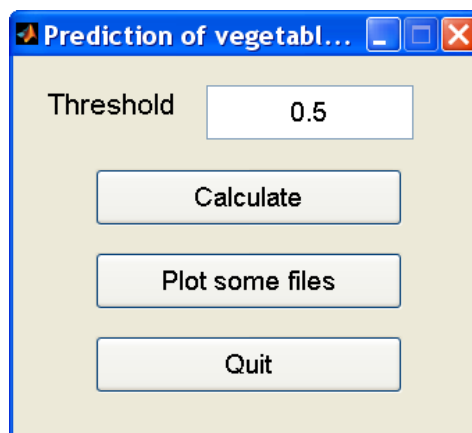 Prediction of vegetabl...
Threshold 0.5
Calculate
Plot some files
Quit